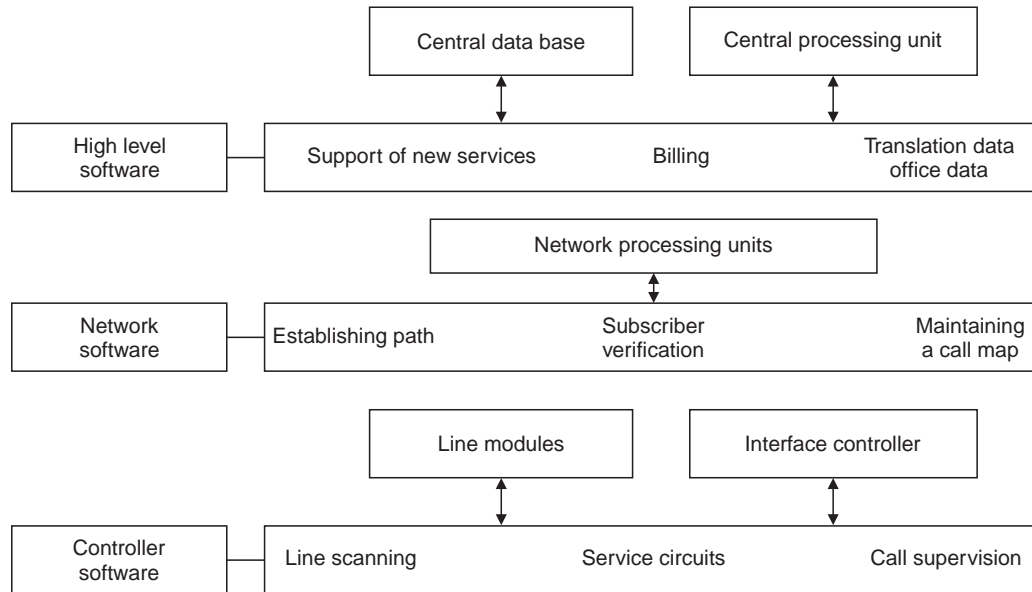 Central data base
Central processing unit
High level
software
Support of new services
Billing
Translation data
office data
Network processing units
Network
software
Establishing path
Subscriber
verification
Maintaining
a call map
Line modules
Interface controller
Controller
software
Line scanning
Service circuits
Call supervision